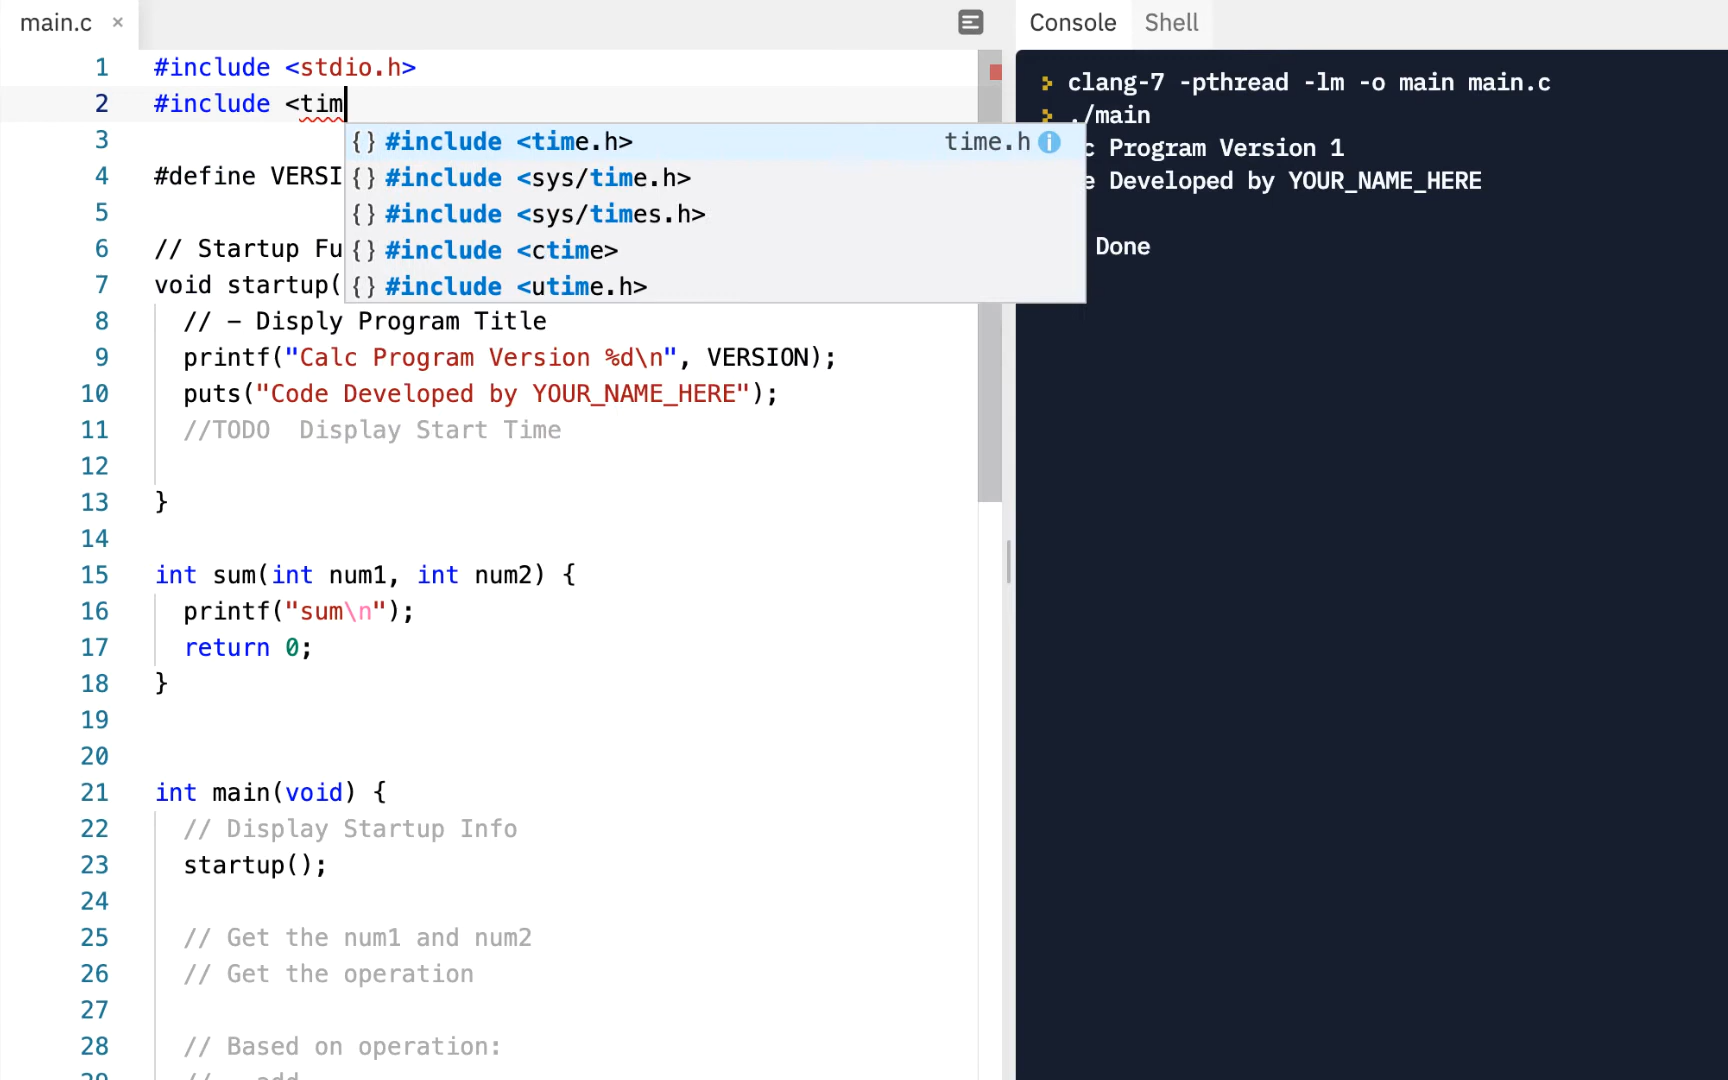 main.c ×
1 #include <stdio.h>
2 #include <tim
3
4 #define VERSI
5
6 // Startup Fu
7 void startup(
8 // – Disply Program Title
9 printf("Calc Program Version %d\n", VERSION);
10 puts("Code Developed by YOUR_NAME_HERE");
11 //TODO  Display Start Time
12
13 }
14
15 int sum(int num1, int num2) {
16 printf("sum\n");
17 return 0;
18 }
19
20
21 int main(void) {
22 // Display Startup Info
23 startup();
24
25 // Get the num1 and num2
26 // Get the operation
27
28 // Based on operation:
{} #include <time.h> time.h
{} #include <sys/time.h>
{} #include <sys/times.h>
{} #include <ctime>
{} #include <utime.h>
Console Shell
clang-7 -pthread -lm -o main main.c
./main
c Program Version 1
e Developed by YOUR_NAME_HERE
Done